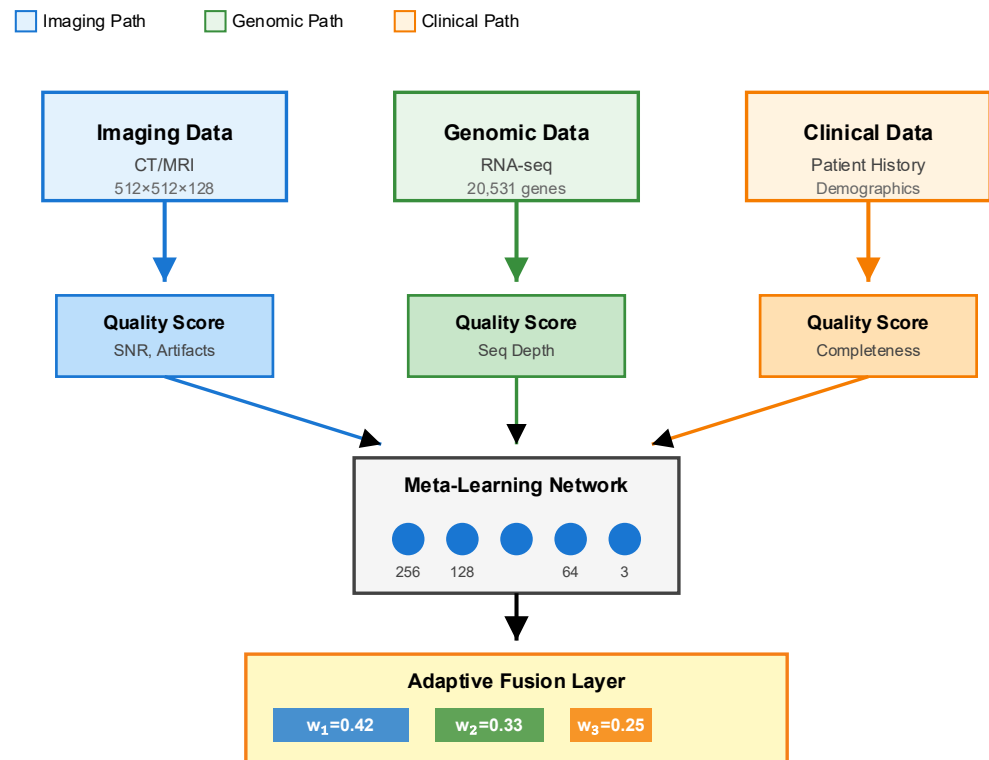 Imaging Path
Genomic Path
Clinical Path
Imaging Data
CT/MRI
512×512×128
Genomic Data
RNA-seq
20,531 genes
Clinical Data
Patient History
Demographics
Quality Score
SNR, Artifacts
Quality Score
Seq Depth
Quality Score
Completeness
Meta-Learning Network
256 128 64 3
Adaptive Fusion Layer
w₁=0.42 w₂=0.33 w₃=0.25